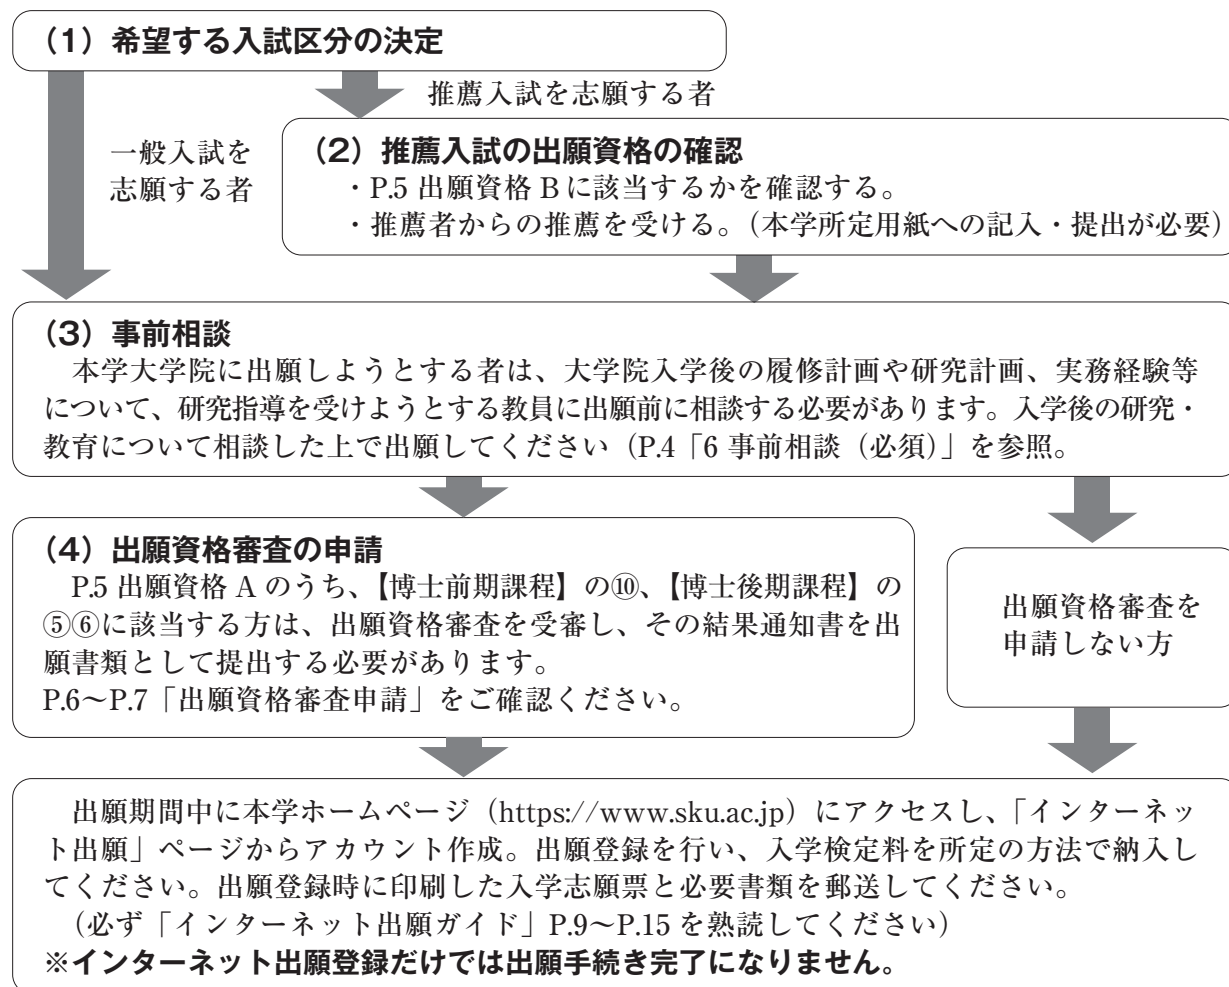 (1) 希望する入試区分の決定
推薦入試を志願する者
一般入試を
志願する者
(2) 推薦入試の出願資格の確認
・P.5 出願資格 B に該当するかを確認する。
・推薦者からの推薦を受ける。(本学所定用紙への記入・提出が必要)
(3) 事前相談
本学大学院に出願しようとする者は、大学院入学後の履修計画や研究計画、実務経験等
について、研究指導を受けようとする教員に出願前に相談する必要があります。入学後の研究・
教育について相談した上で出願してください（P.4「6 事前相談（必須）」を参照。
(4) 出願資格審査の申請
P.5 出願資格 A のうち、【博士前期課程】の⑩、【博士後期課程】の
⑤⑥に該当する方は、出願資格審査を受審し、その結果通知書を出
願書類として提出する必要があります。
P.6〜P.7「出願資格審査申請」をご確認ください。
出願資格審査を
申請しない方
出願期間中に本学ホームページ（https://www.sku.ac.jp）にアクセスし、「インターネッ
ト出願」ページからアカウント作成。出願登録を行い、入学検定料を所定の方法で納入し
てください。出願登録時に印刷した入学志願票と必要書類を郵送してください。
（必ず「インターネット出願ガイド」P.9〜P.15 を熟読してください）
※インターネット出願登録だけでは出願手続き完了になりません。